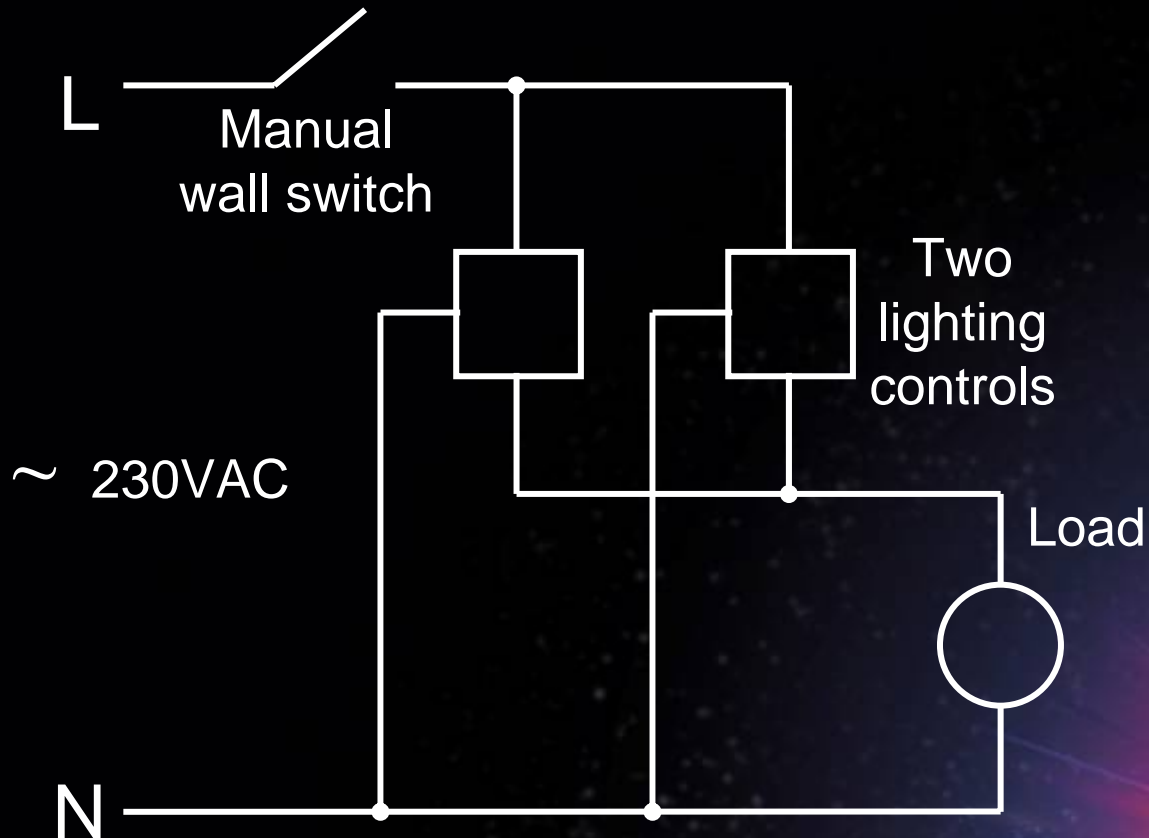 L
Manual
wall switch
Two
lighting
controls
~ 230VAC
Load
N